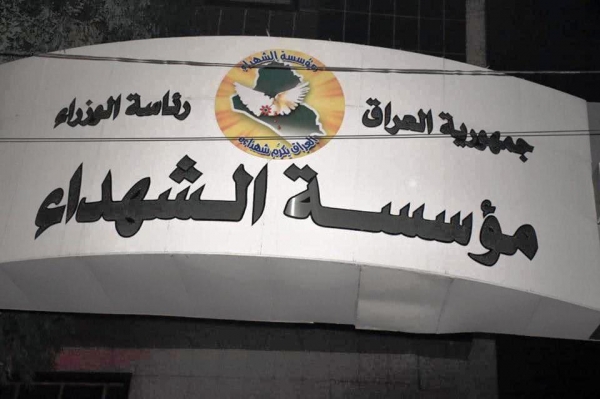 جمهورية العراق
رئاسة الوزراء
مؤسسة الشهداء
العراق يكرم شهداءه
مؤسسة الشهداء